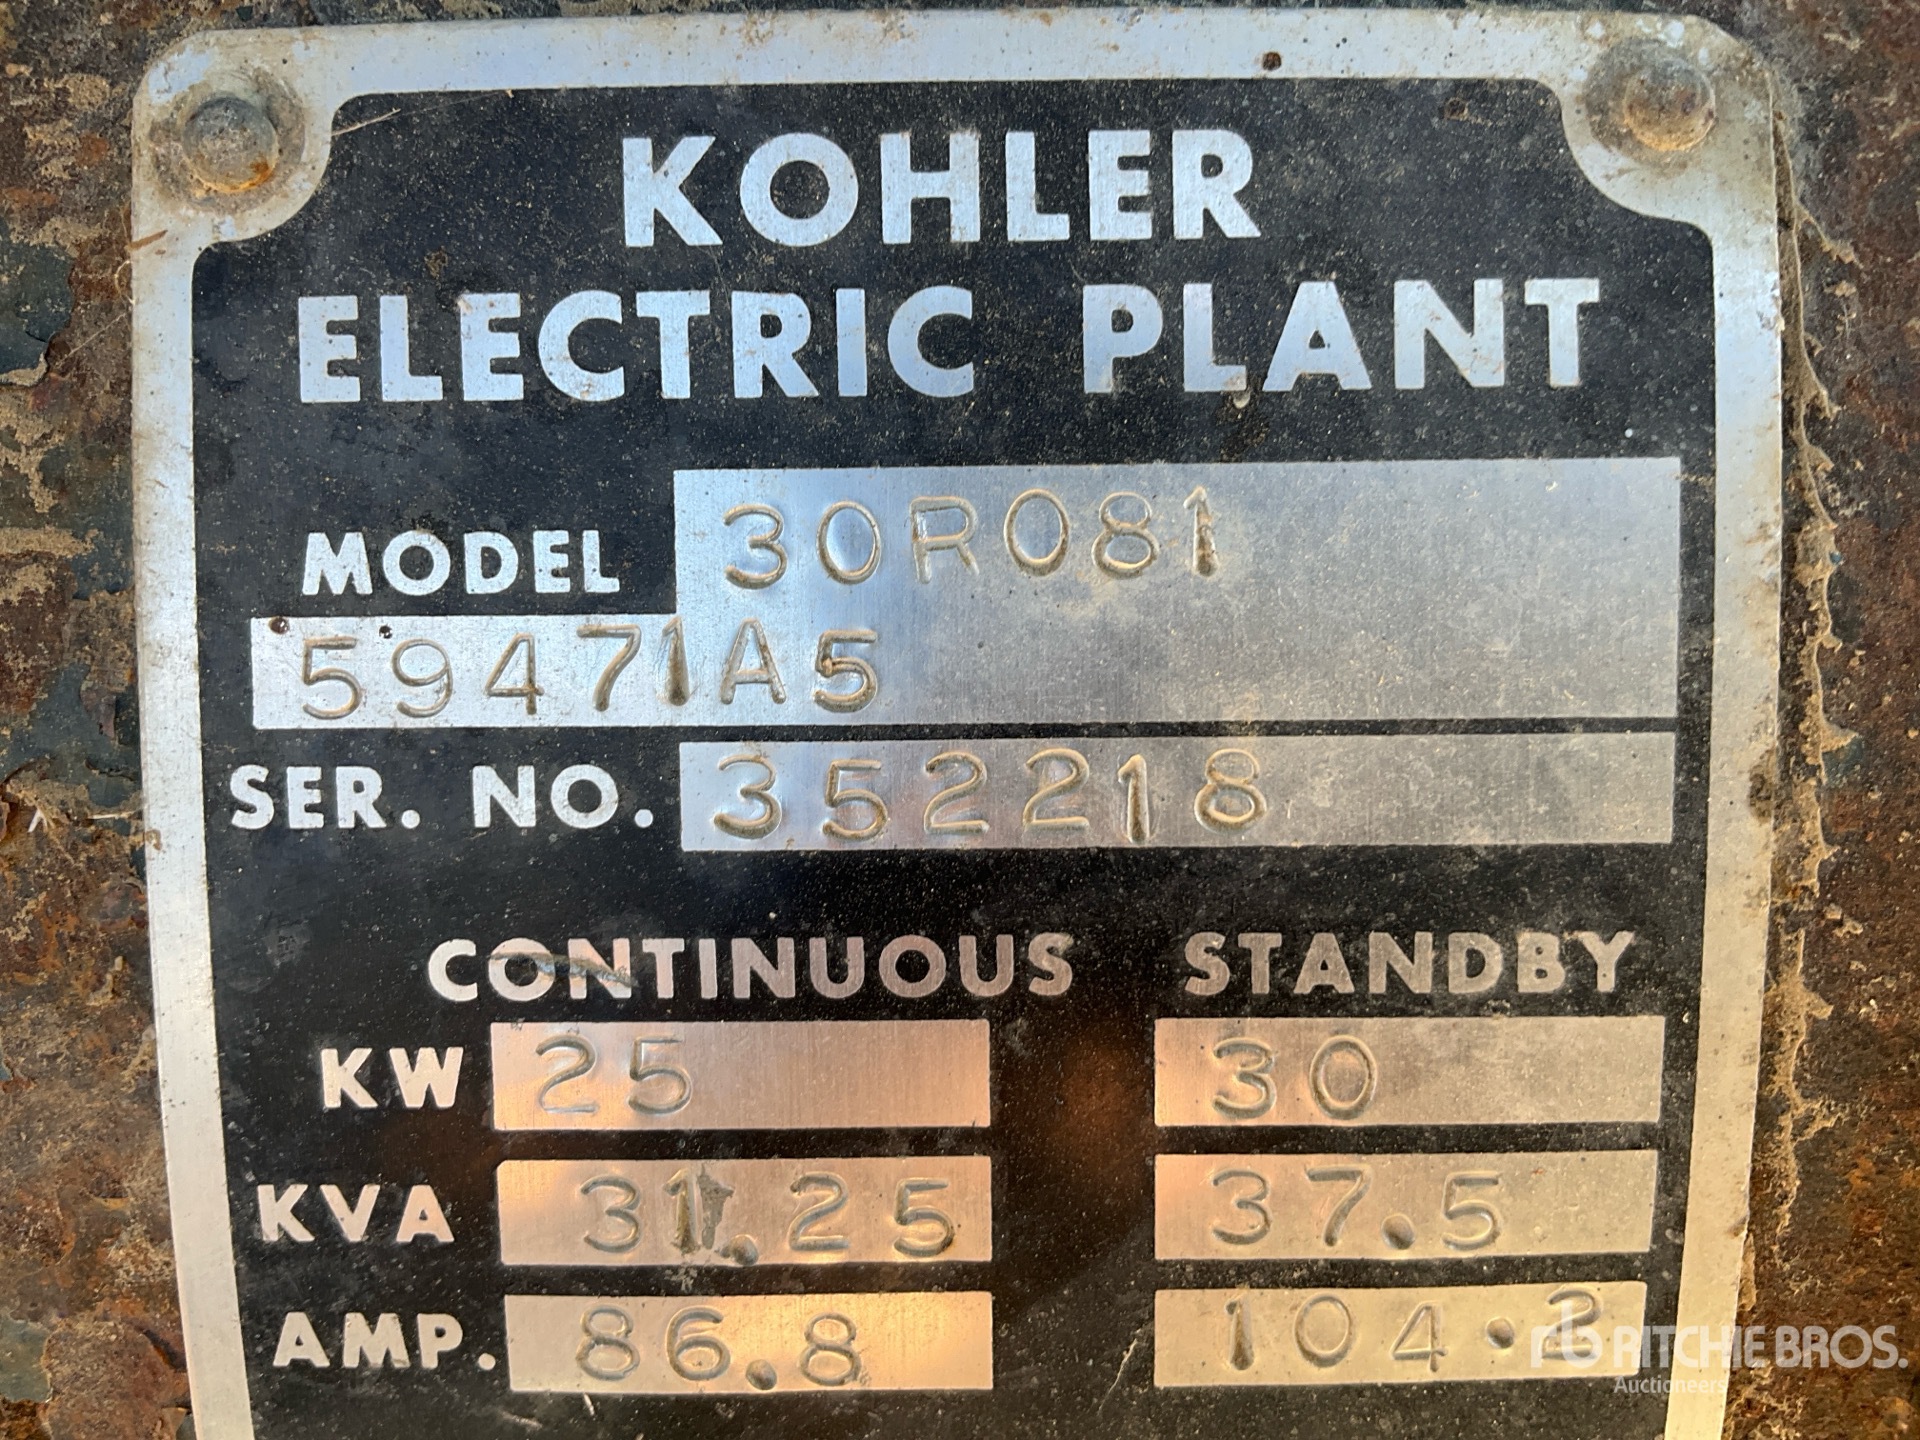 KOHLER
ELECTRIC PLANT
MODEL 30R081
59471A5
SER. NO. 352218
CONTINUOUS STANDBY
KW 25 30
KVA 31.25 37.5
AMP. 86.8 104.2
rb RITCHIE BROS.
Auctioneers